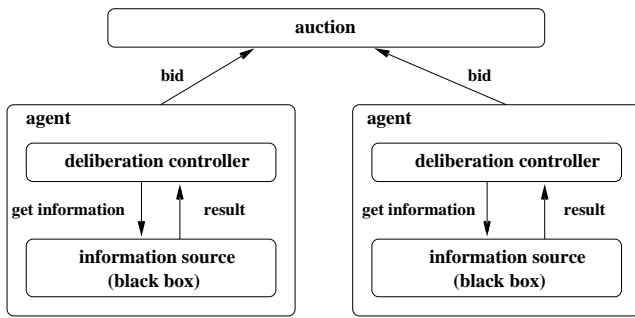 auction
bid
bid
agent
deliberation controller
get information
result
information source
(black box)
agent
deliberation controller
get information
result
information source
(black box)